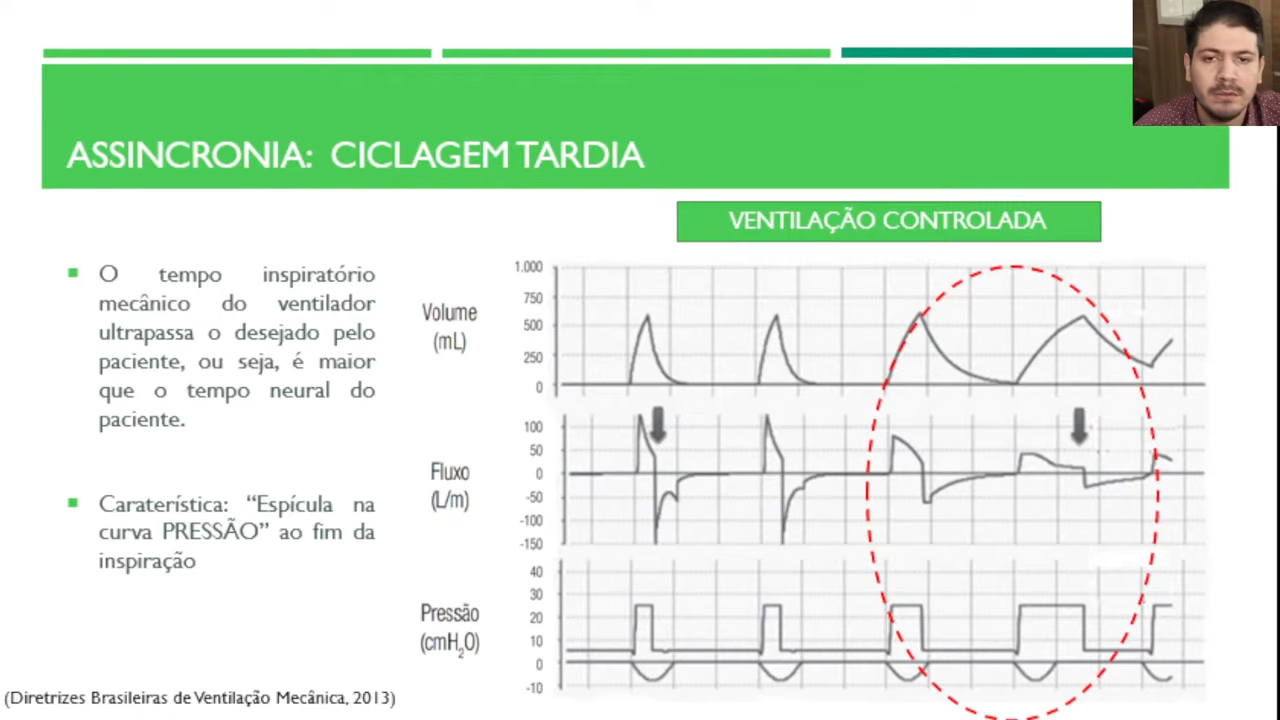 ASSINCRONIA: CICLAGEM TARDIA
VENTILAÇÃO CONTROLADA
O tempo inspiratório
mecânico do ventilador
ultrapassa o desejado pelo
paciente, ou seja, é maior
que o tempo neural do
paciente.
Caraterística: “Espícula na
curva PRESSÃO” ao fim da
inspiração
Volume
(mL)
1.000
750
500
250
0
Fluxo
(L/m)
100
50
0
-50
-100
-150
Pressão
(cmH₂O)
40
30
20
10
0
-10
(Diretrizes Brasileiras de Ventilação Mecânica, 2013)